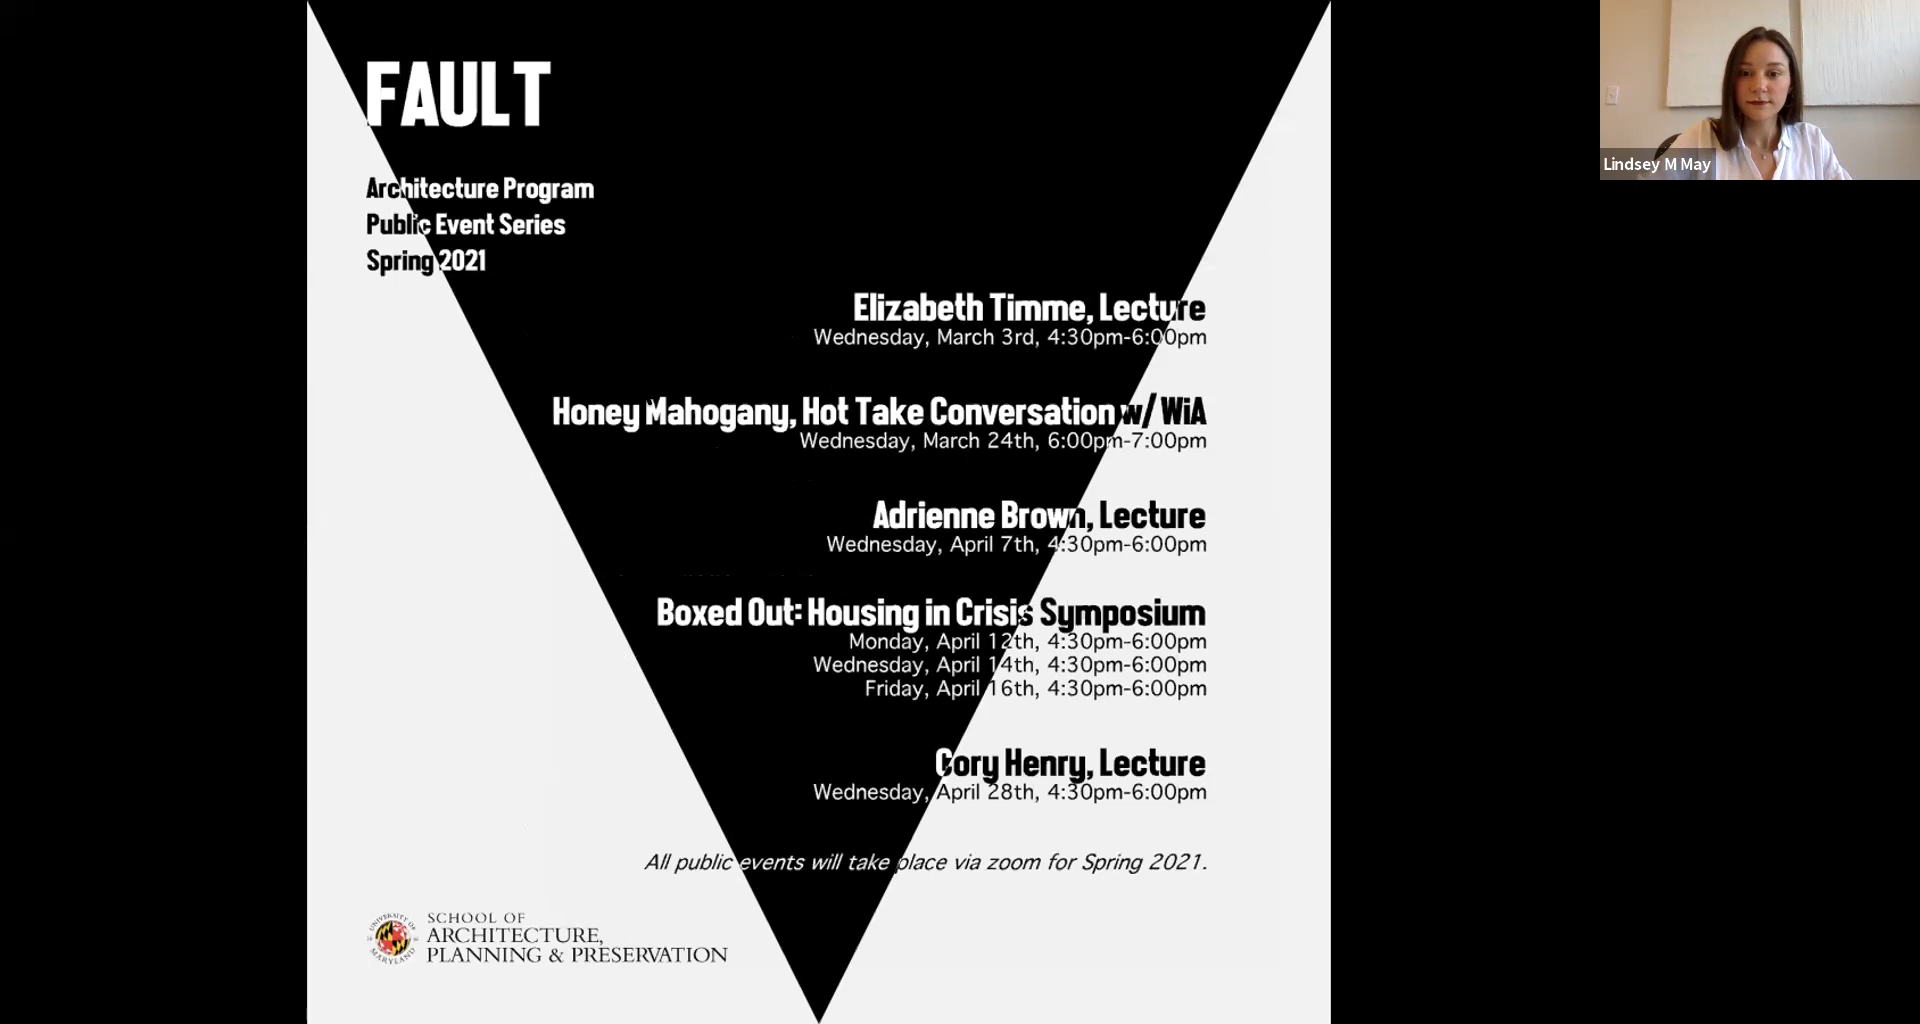 FAULT
Architecture Program
Public Event Series
Spring 2021
Elizabeth Timme, Lecture
Wednesday, March 3rd, 4:30pm-6:00pm
Honey Mahogany, Hot Take Conversation w/ WiA
Wednesday, March 24th, 6:00pm-7:00pm
Adrienne Brown, Lecture
Wednesday, April 7th, 4:30pm-6:00pm
Boxed Out: Housing in Crisis Symposium
Monday, April 12th, 4:30pm-6:00pm
Wednesday, April 14th, 4:30pm-6:00pm
Friday, April 16th, 4:30pm-6:00pm
Cory Henry, Lecture
Wednesday, April 28th, 4:30pm-6:00pm
All public events will take place via zoom for Spring 2021.
UNIVERSITY OF
MARYLAND
SCHOOL OF
ARCHITECTURE,
PLANNING & PRESERVATION
Lindsey M May